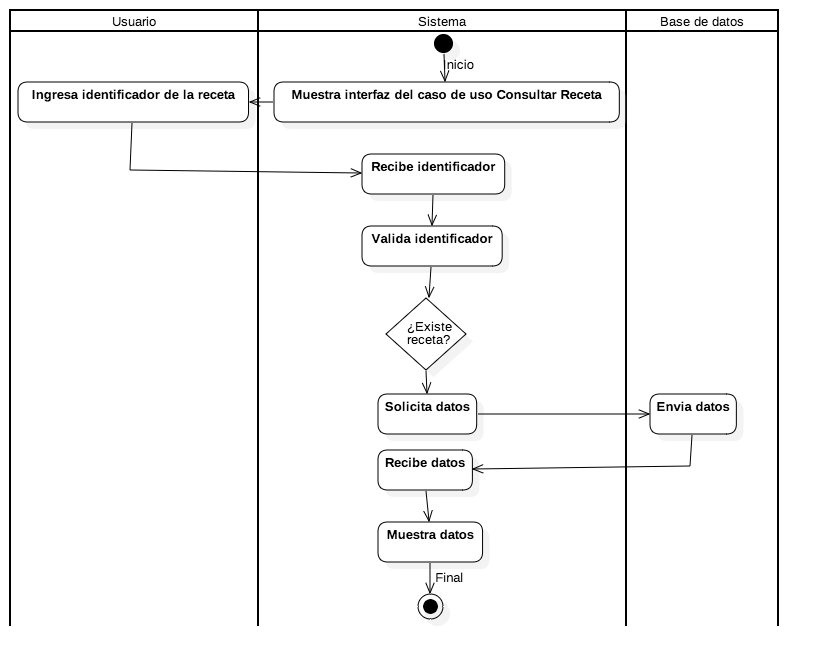 Usuario
Sistema
Base de datos
Inicio
Ingresa identificador de la receta
Muestra interfaz del caso de uso Consultar Receta
Recibe identificador
Valida identificador
¿Existe
receta?
Solicita datos
Envia datos
Recibe datos
Muestra datos
Final